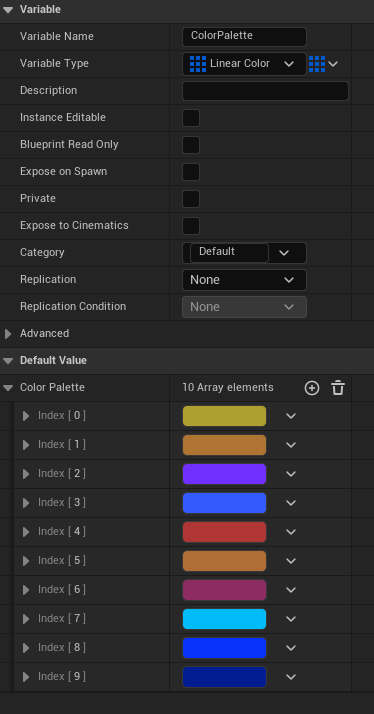 Variable
Variable Name ColorPalette
Variable Type Linear Color
Description
Instance Editable
Blueprint Read Only
Expose on Spawn
Private
Expose to Cinematics
Category Default
Replication None
Replication Condition None
Advanced
Default Value
Color Palette 10 Array elements
Index [ 0 ]
Index [ 1 ]
Index [ 2 ]
Index [ 3 ]
Index [ 4 ]
Index [ 5 ]
Index [ 6 ]
Index [ 7 ]
Index [ 8 ]
Index [ 9 ]